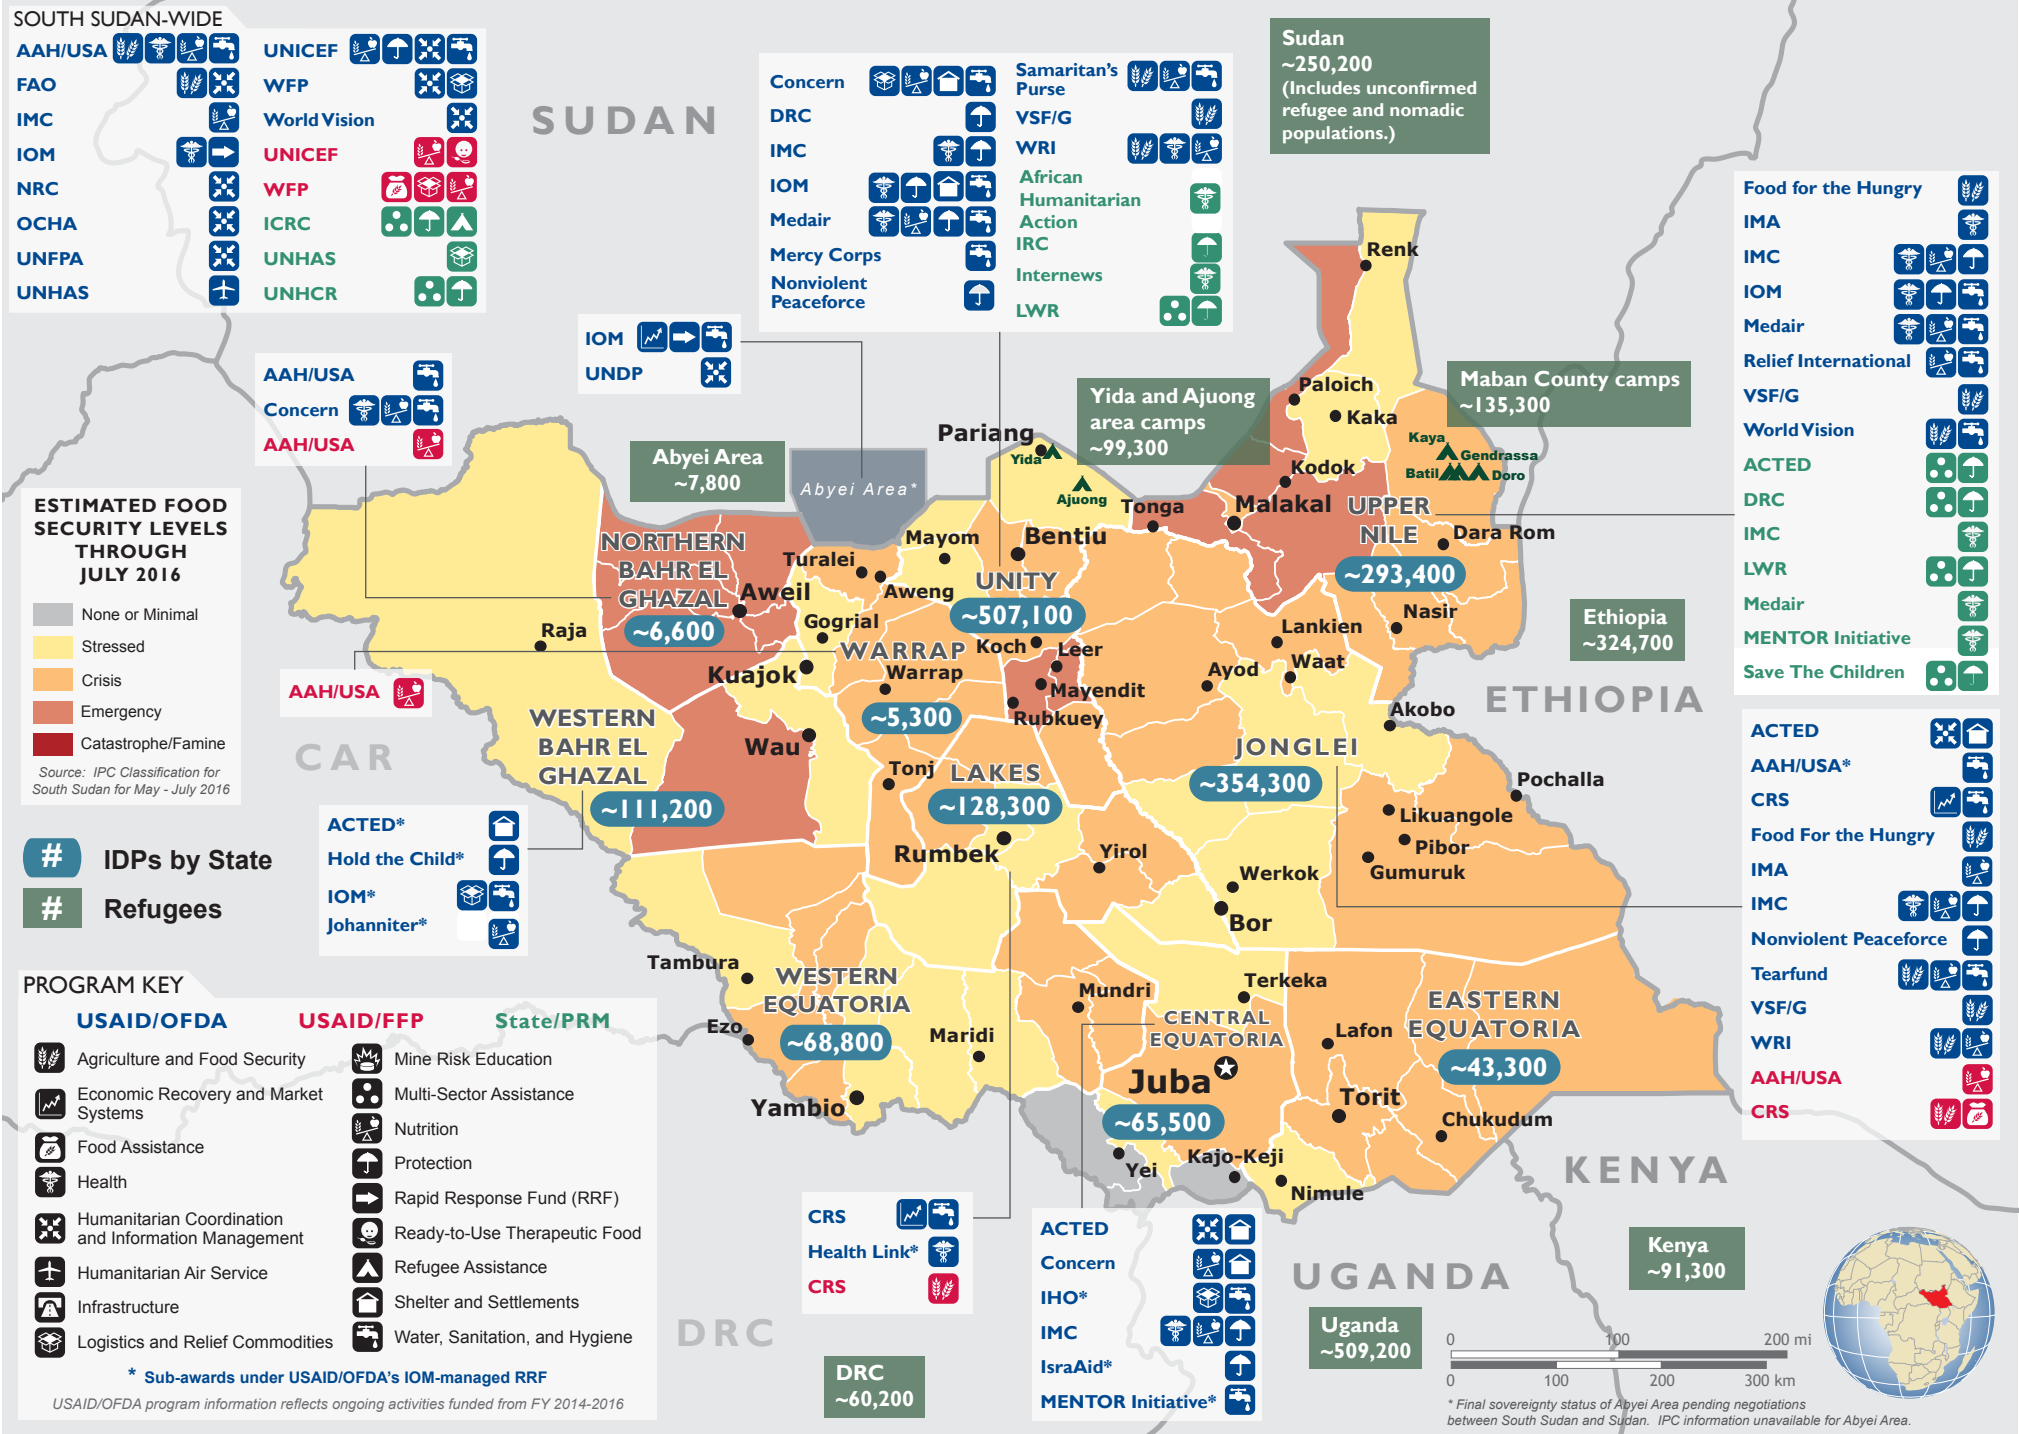 SOUTH SUDAN-WIDE
AAH/USA
FAO
IMC
IOM
NRC
OCHA
UNFPA
UNHAS
UNICEF
WFP
World Vision
UNICEF
WFP
ICRC
UNHAS
UNHCR
SUDAN
Concern
DRC
IMC
IOM
Medair
Mercy Corps
Nonviolent
Peaceforce
Samaritan's
Purse
VSF/G
WRI
African
Humanitarian
Action
IRC
Internews
LWR
Sudan
~250,200
(Includes unconfirmed
refugee and nomadic
populations.)
Food for the Hungry
IMA
IMC
IOM
Medair
Relief International
VSF/G
World Vision
ACTED
DRC
IMC
LWR
Medair
MENTOR Initiative
Save The Children
IOM
UNDP
AAH/USA
Concern
AAH/USA
Abyei Area
~7,800
Abyei Area*
Yida and Ajuong
area camps
~99,300
Maban County camps
~135,300
Renk
Paloich
Kaka
Kodok
Malakal
Tonga
Pariang
Yida
Ajuong
Kaya
Gendrassa
Batil
Doro
UPPER
NILE
~293,400
Dara Rom
Nasir
ESTIMATED FOOD
SECURITY LEVELS
THROUGH
JULY 2016
None or Minimal
Stressed
Crisis
Emergency
Catastrophe/Famine
Source: IPC Classification for
South Sudan for May - July 2016
NORTHERN
BAHR EL
GHAZAL
Aweil
~6,600
Turalei
Mayom
Aweng
Bentiu
UNITY
~507,100
Gogrial
Koch
Leer
Mayendit
Rubkuey
Raja
Kuajok
WARRAP
Warrap
~5,300
Lankien
Waat
Ayod
Akobo
Ethiopia
~324,700
ETHIOPIA
AAH/USA
CAR
WESTERN
BAHR EL
GHAZAL
~111,200
Wau
Tonj
LAKES
~128,300
Rumbek
Yirol
JONGLEI
~354,300
Pochalla
Likuangole
Pibor
Gumuruk
Werkok
Bor
ACTED
AAH/USA*
CRS
Food For the Hungry
IMA
IMC
Nonviolent Peaceforce
Tearfund
VSF/G
WRI
AAH/USA
CRS
# IDPs by State
# Refugees
ACTED*
Hold the Child*
IOM*
Johanniter*
Tambura
WESTERN
EQUATORIA
~68,800
Ezo
Yambio
Maridi
Mundri
Terkeka
CENTRAL
EQUATORIA
Juba
~65,500
Yei
Kajo-Keji
Nimule
Lafon
EASTERN
EQUATORIA
~43,300
Torit
Chukudum
PROGRAM KEY
USAID/OFDA USAID/FFP State/PRM
Agriculture and Food Security
Economic Recovery and Market
Systems
Food Assistance
Health
Humanitarian Coordination
and Information Management
Humanitarian Air Service
Infrastructure
Logistics and Relief Commodities
Mine Risk Education
Multi-Sector Assistance
Nutrition
Protection
Rapid Response Fund (RRF)
Ready-to-Use Therapeutic Food
Refugee Assistance
Shelter and Settlements
Water, Sanitation, and Hygiene
* Sub-awards under USAID/OFDA's IOM-managed RRF
USAID/OFDA program information reflects ongoing activities funded from FY 2014-2016
CRS
Health Link*
CRS
ACTED
Concern
IHO*
IMC
IsraAid*
MENTOR Initiative*
DRC
DRC
~60,200
UGANDA
Uganda
~509,200
KENYA
Kenya
~91,300
0 100 200 mi
0 100 200 300 km
* Final sovereignty status of Abyei Area pending negotiations
between South Sudan and Sudan. IPC information unavailable for Abyei Area.